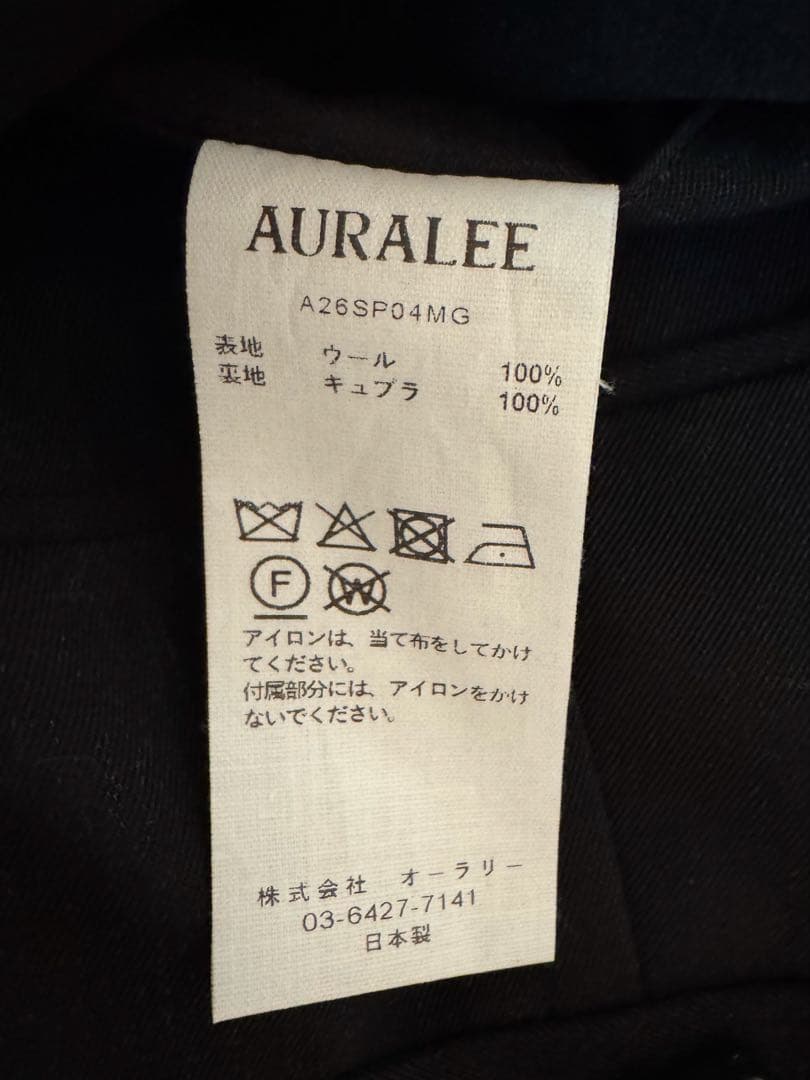 AURALEE
A26SP04MG
表地 ウール 100%
裏地 キュプラ 100%
F W
アイロンは、当て布をしてかけ
てください。
付属部分には、アイロンをかけ
ないでください。
株式会社 オーラリー
03-6427-7141
日本製